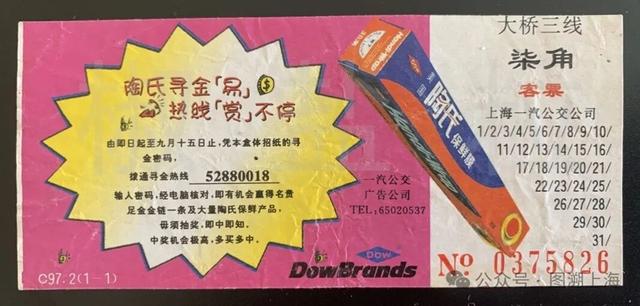 陶氏寻金「易」
热线「赏」不停
由即日起至九月十五日止,凭本盒体招纸的寻
金密码,
拨通寻金热线 52880018
输入密码,经电脑核对,即有机会赢得名贵
足金金链一条及大量陶氏保鲜产品,
毋须抽奖,即中即知。
中奖机会极高,多买多中。
C97.2(1-1)
一汽公交
广告公司
TEL:65020537
Dow
DowBrands
Handi-Wrap
陶氏
保鲜膜
大桥三线
柒角
客票
上海一汽公交公司
1/2/3/4/5/6/7/8/9/10/
11/12/13/14/15/16/
17/18/19/20/21/
22/23/24/25/
26/27/28/
29/30/
31/
No 0375826
公众号·图溯上海